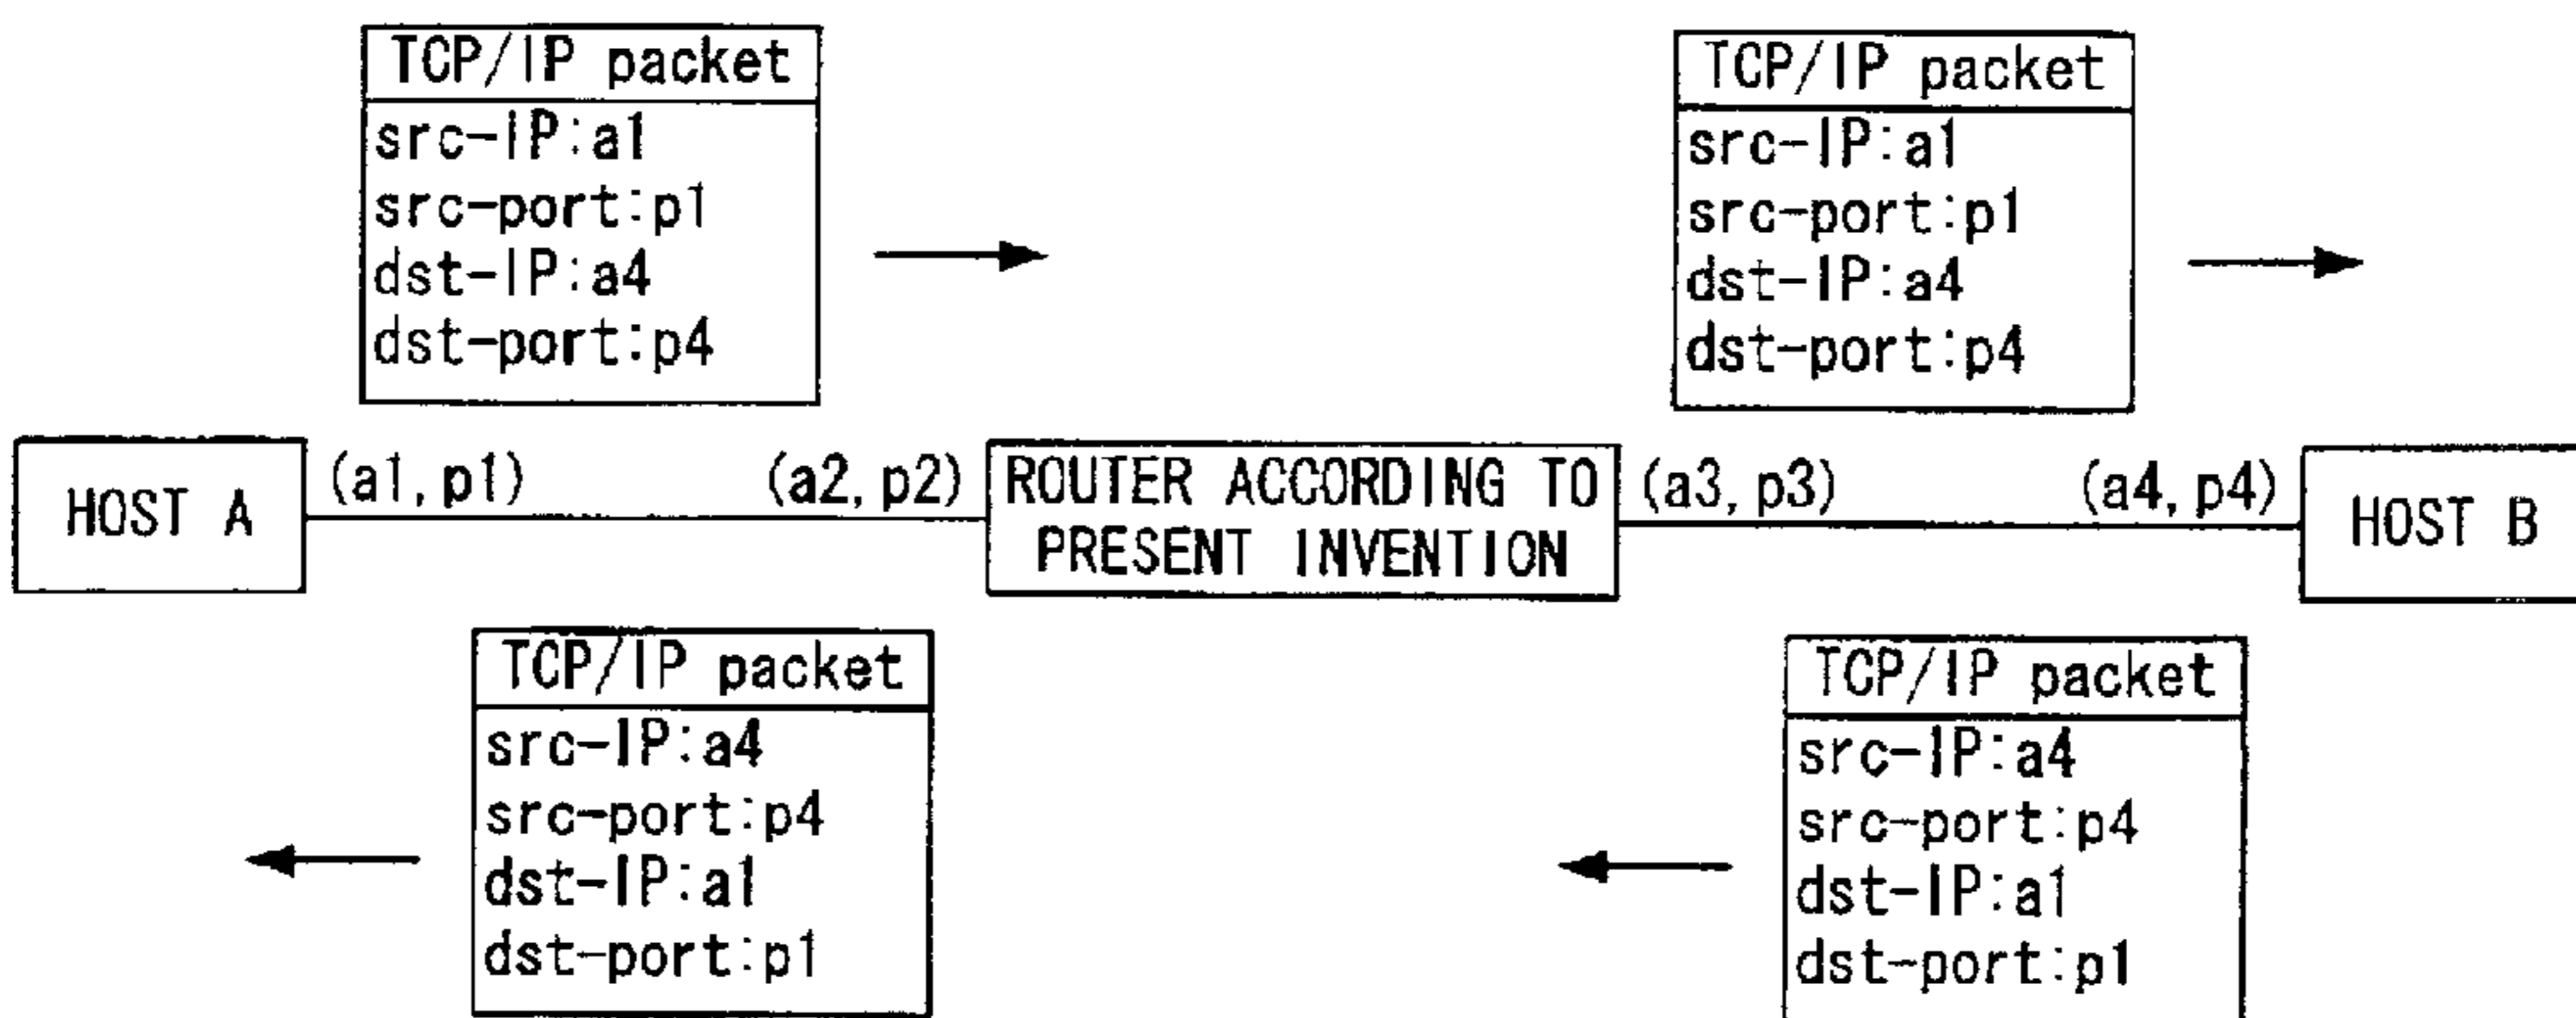 TCP/IP packet
src-IP:a1
src-port:p1
dst-IP:a4
dst-port:p4
TCP/IP packet
src-IP:a1
src-port:p1
dst-IP:a4
dst-port:p4
HOST A
(a1,p1)
(a2,p2)
ROUTER ACCORDING TO
PRESENT INVENTION
(a3,p3)
(a4,p4)
HOST B
TCP/IP packet
src-IP:a4
src-port:p4
dst-IP:a1
dst-port:p1
TCP/IP packet
src-IP:a4
src-port:p4
dst-IP:a1
dst-port:p1